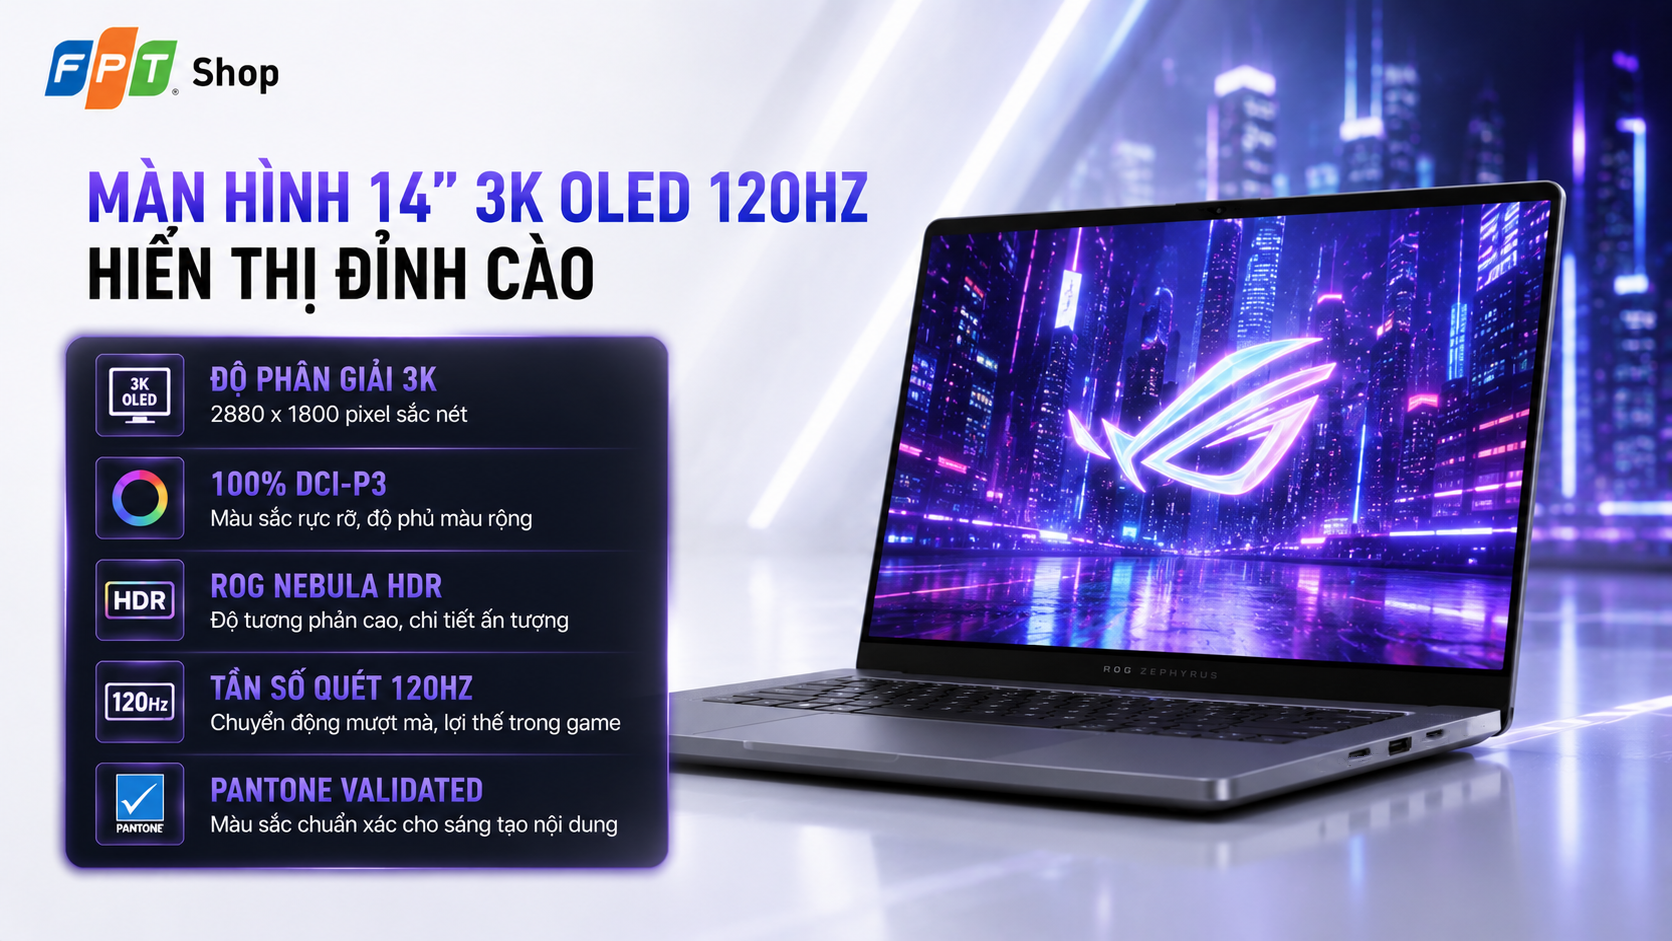 FPT® Shop
MÀN HÌNH 14” 3K OLED 120HZ
HIỂN THỊ ĐỈNH CÀO
3K
OLED
ĐỘ PHÂN GIẢI 3K
2880 x 1800 pixel sắc nét
100% DCI-P3
Màu sắc rực rỡ, độ phủ màu rộng
HDR
ROG NEBULA HDR
Độ tương phản cao, chi tiết ấn tượng
120Hz
TẦN SỐ QUÉT 120HZ
Chuyển động mượt mà, lợi thế trong game
PANTONE
PANTONE VALIDATED
Màu sắc chuẩn xác cho sáng tạo nội dung
ROG ZEPHYRUS